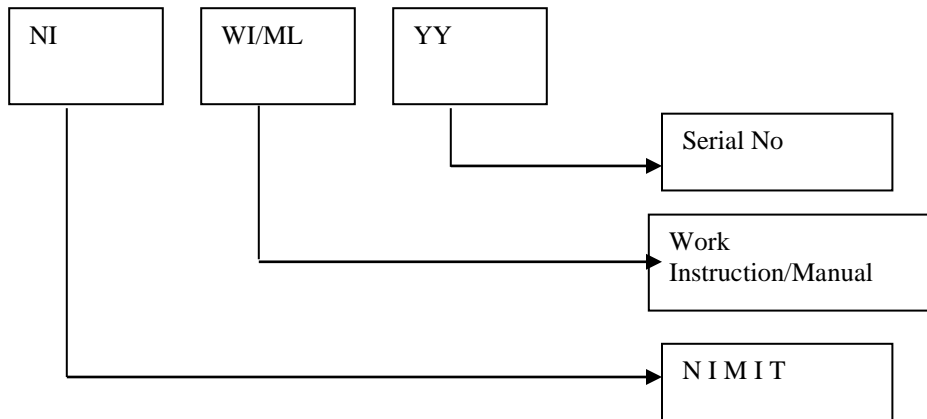 NI
WI/ML
YY
Serial No
Work
Instruction/Manual
N I M I T